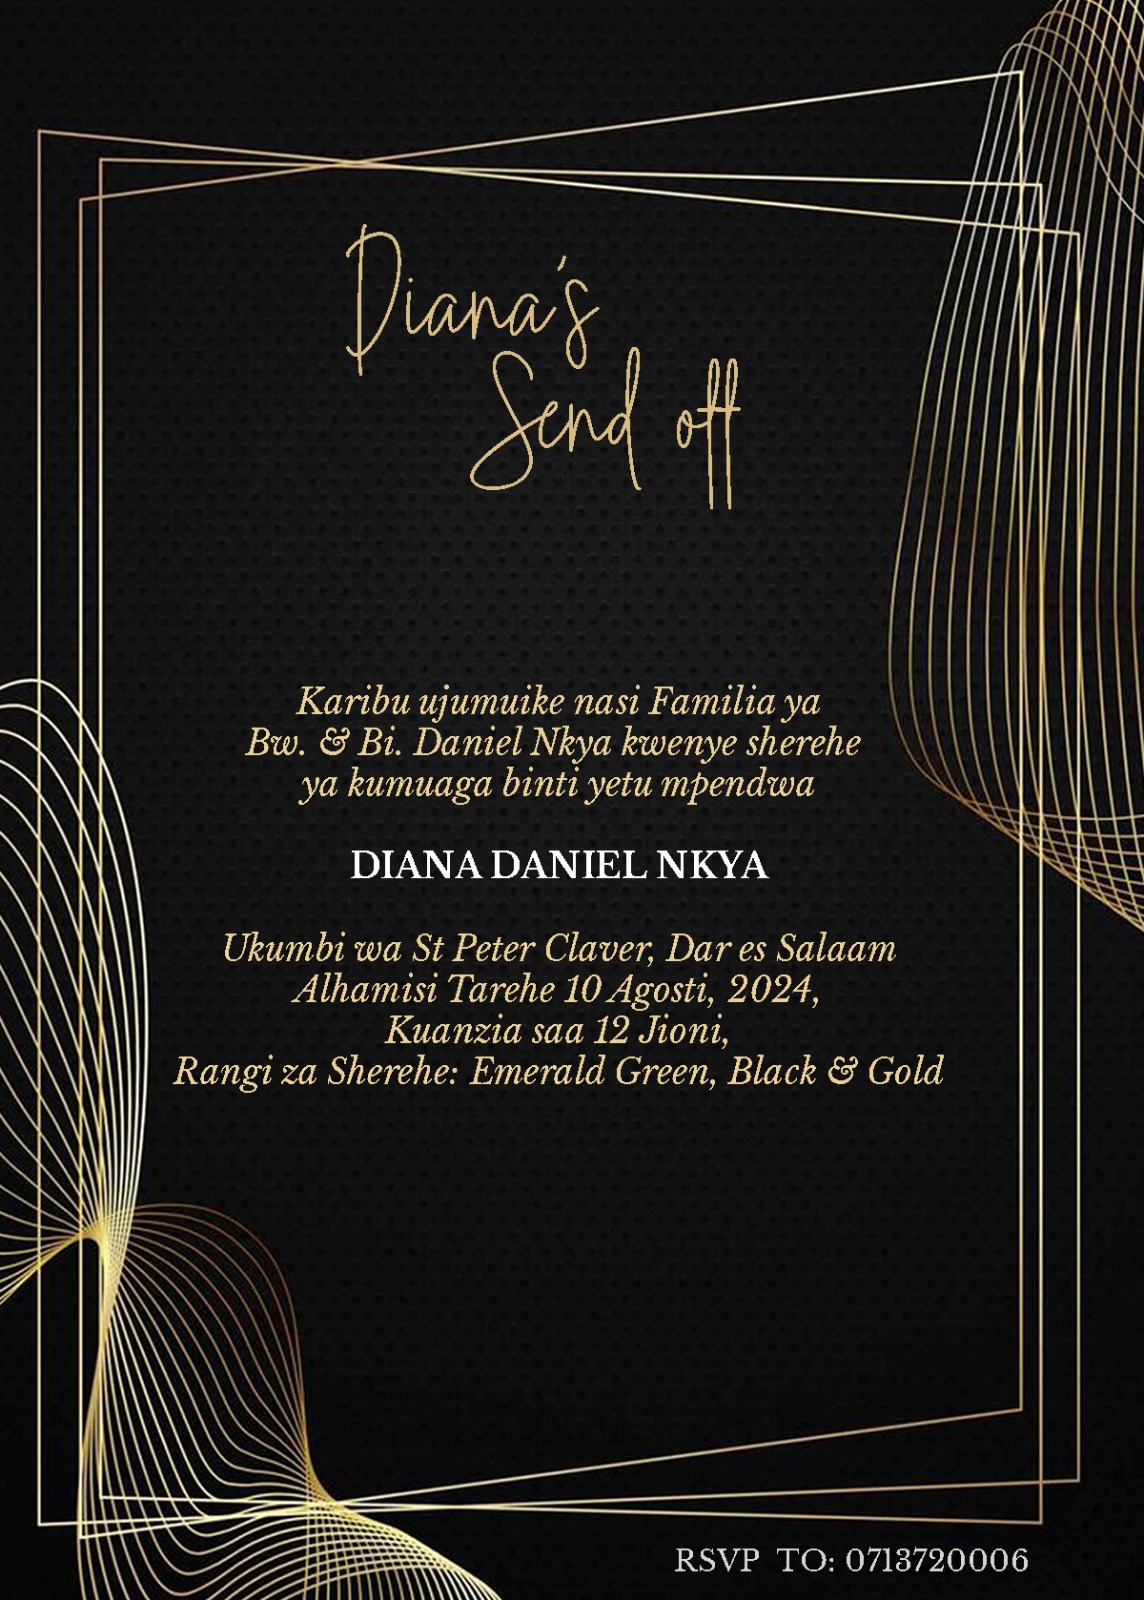 Diana's
Send off
Karibu ujumuike nasi Familia ya
Bw. & Bi. Daniel Nkya kwenye sherehe
ya kumuaga binti yetu mpendwa
DIANA DANIEL NKYA
Ukumbi wa St Peter Claver, Dar es Salaam
Alhamisi Tarehe 10 Agosti, 2024,
Kuanzia saa 12 Jioni,
Rangi za Sherehe: Emerald Green, Black & Gold
RSVP TO: 0713720006